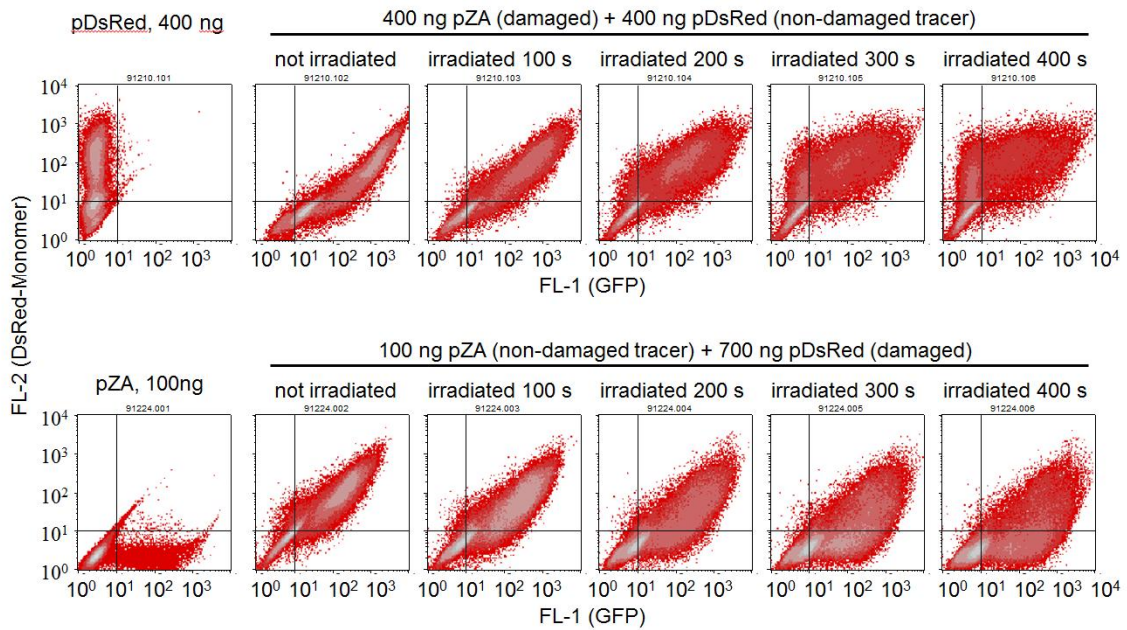 pDsRed, 400 ng
400 ng pZA (damaged) + 400 ng pDsRed (non-damaged tracer)
not irradiated irradiated 100 s irradiated 200 s irradiated 300 s irradiated 400 s
91210.101 91210.102 91210.103 91210.104 91210.105 91210.106
10⁴
10³
10²
10¹
10⁰
10⁰ 10¹ 10² 10³ 10⁰ 10¹ 10² 10³ 10⁰ 10¹ 10² 10³ 10⁰ 10¹ 10² 10³ 10⁰ 10¹ 10² 10³ 10⁰ 10¹ 10² 10³ 10⁴
FL-1 (GFP)
FL-2 (DsRed-Monomer)
100 ng pZA (non-damaged tracer) + 700 ng pDsRed (damaged)
pZA, 100ng
not irradiated irradiated 100 s irradiated 200 s irradiated 300 s irradiated 400 s
91224.001 91224.002 91224.003 91224.004 91224.005 91224.006
10⁴
10³
10²
10¹
10⁰
10⁰ 10¹ 10² 10³ 10⁰ 10¹ 10² 10³ 10⁰ 10¹ 10² 10³ 10⁰ 10¹ 10² 10³ 10⁰ 10¹ 10² 10³ 10⁰ 10¹ 10² 10³ 10⁴
FL-1 (GFP)